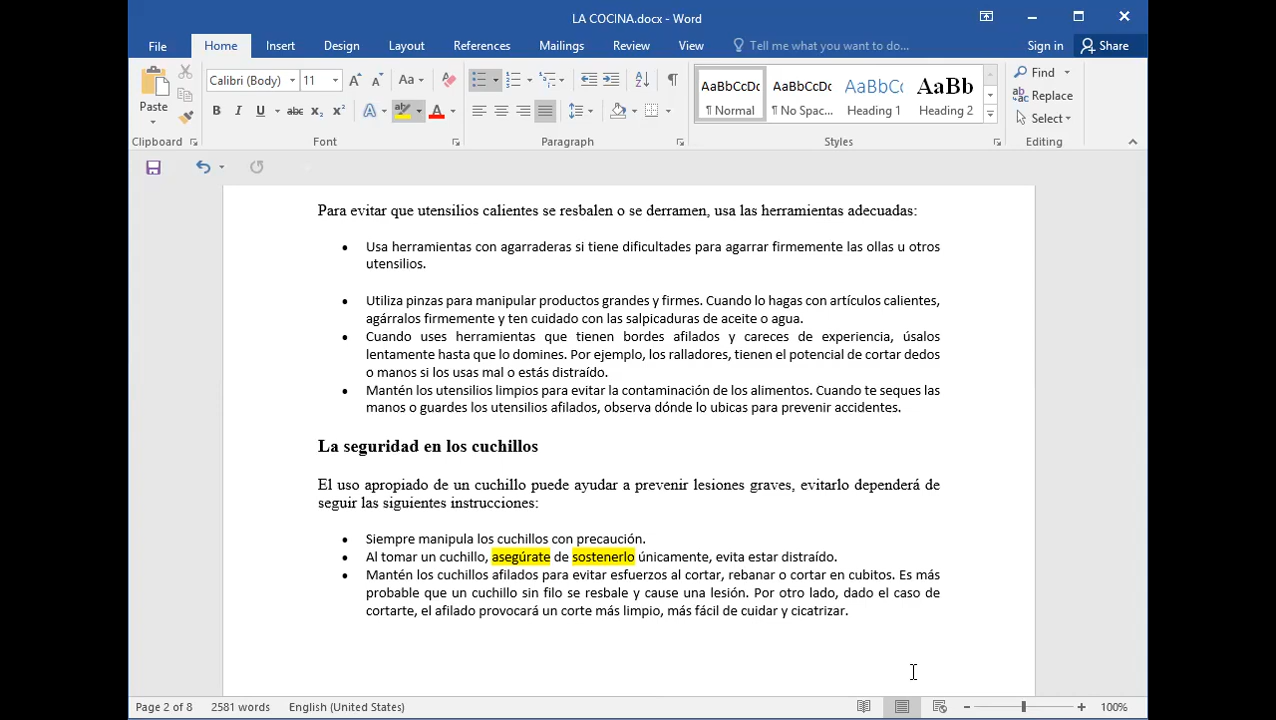 LA COCINA.docx - Word
File Home Insert Design Layout References Mailings Review View Tell me what you want to do... Sign in Share
Calibri (Body) 11 Aa
Paste
B I U abc x₂ x² A ab A
AaBbCcDc AaBbCcDc AaBbCc AaBb
¶ Normal ¶ No Spac... Heading 1 Heading 2
Find
Replace
Select
Clipboard Font Paragraph Styles Editing
Para evitar que utensilios calientes se resbalen o se derramen, usa las herramientas adecuadas:
• Usa herramientas con agarraderas si tiene dificultades para agarrar firmemente las ollas u otros
utensilios.
• Utiliza pinzas para manipular productos grandes y firmes. Cuando lo hagas con artículos calientes,
agárralos firmemente y ten cuidado con las salpicaduras de aceite o agua.
• Cuando uses herramientas que tienen bordes afilados y careces de experiencia, úsalos
lentamente hasta que lo domines. Por ejemplo, los ralladores, tienen el potencial de cortar dedos
o manos si los usas mal o estás distraído.
• Mantén los utensilios limpios para evitar la contaminación de los alimentos. Cuando te seques las
manos o guardes los utensilios afilados, observa dónde lo ubicas para prevenir accidentes.
La seguridad en los cuchillos
El uso apropiado de un cuchillo puede ayudar a prevenir lesiones graves, evitarlo dependerá de
seguir las siguientes instrucciones:
• Siempre manipula los cuchillos con precaución.
• Al tomar un cuchillo, asegúrate de sostenerlo únicamente, evita estar distraído.
• Mantén los cuchillos afilados para evitar esfuerzos al cortar, rebanar o cortar en cubitos. Es más
probable que un cuchillo sin filo se resbale y cause una lesión. Por otro lado, dado el caso de
cortarte, el afilado provocará un corte más limpio, más fácil de cuidar y cicatrizar.
Page 2 of 8 2581 words English (United States) 100%